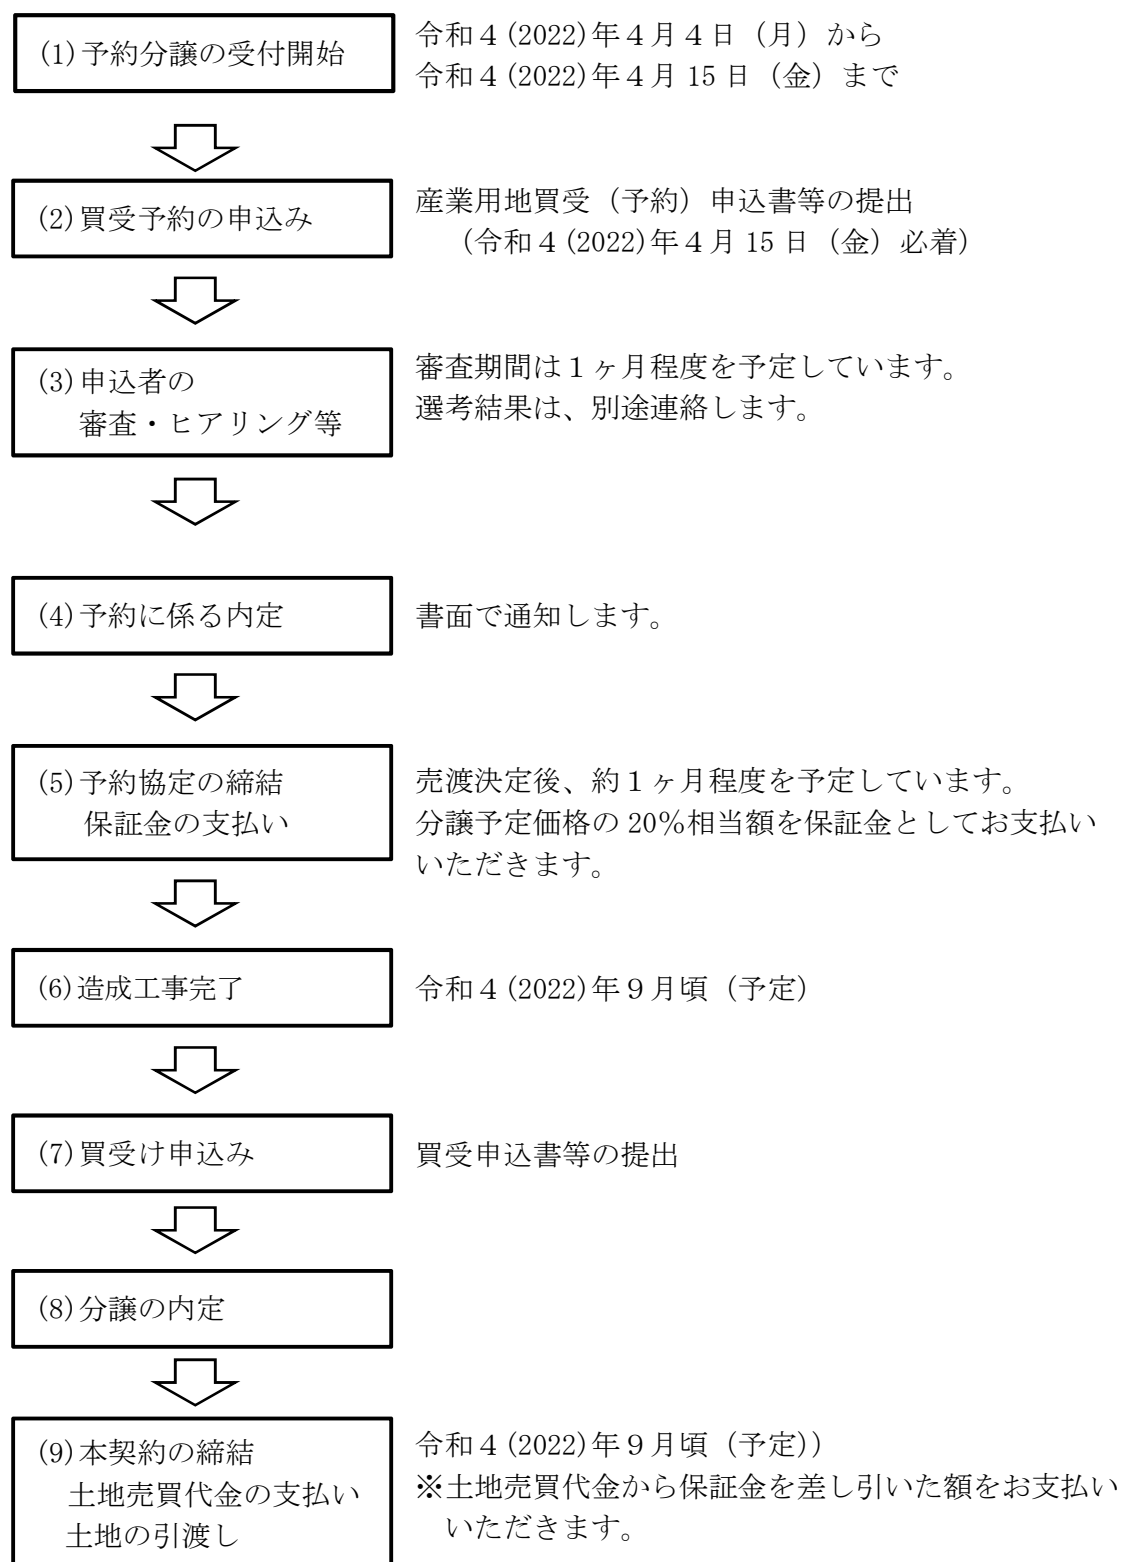 (1)予約分譲の受付開始
令和４(2022)年４月４日（月）から
令和４(2022)年４月 15 日（金）まで
(2)買受予約の申込み
産業用地買受（予約）申込書等の提出
（令和４(2022)年４月 15 日（金）必着）
(3)申込者の
審査・ヒアリング等
審査期間は１ヶ月程度を予定しています。
選考結果は、別途連絡します。
(4)予約に係る内定
書面で通知します。
(5)予約協定の締結
保証金の支払い
売渡決定後、約１ヶ月程度を予定しています。
分譲予定価格の 20％相当額を保証金としてお支払い
いただきます。
(6)造成工事完了
令和４(2022)年９月頃（予定）
(7)買受け申込み
買受申込書等の提出
(8)分譲の内定
(9)本契約の締結
土地売買代金の支払い
土地の引渡し
令和４(2022)年９月頃（予定））
※土地売買代金から保証金を差し引いた額をお支払い
いただきます。